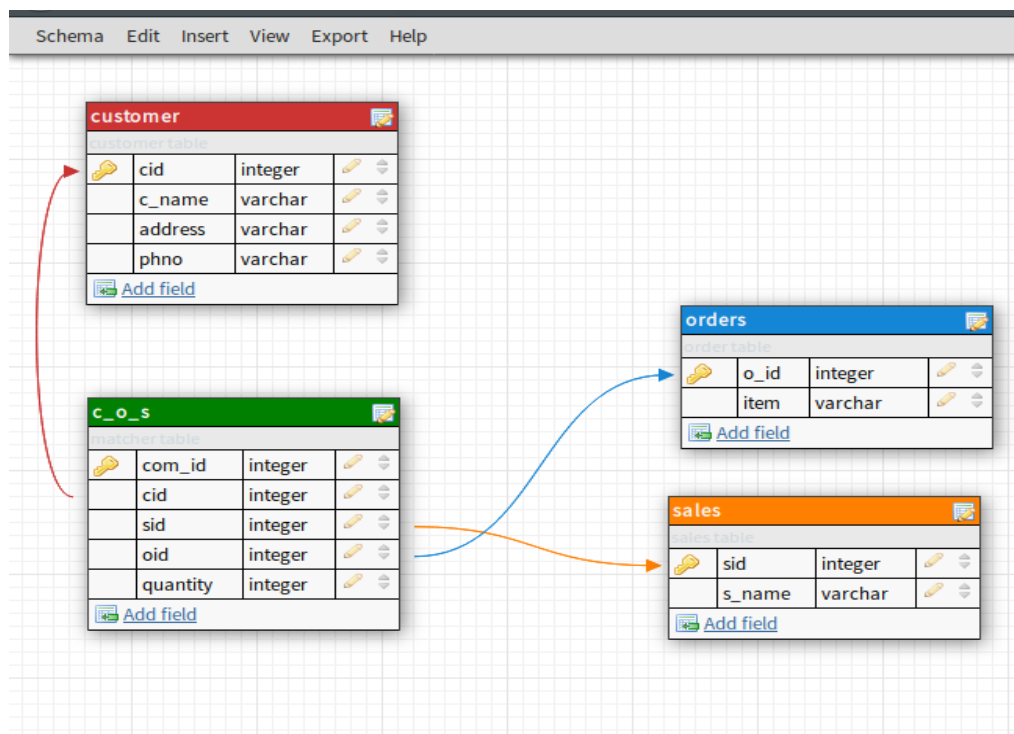 Schema Edit Insert View Export Help
customer
customer table
cid integer
c_name varchar
address varchar
phno varchar
Add field
orders
order table
o_id integer
item varchar
Add field
c_o_s
matcher table
com_id integer
cid integer
sid integer
oid integer
quantity integer
Add field
sales
sales table
sid integer
s_name varchar
Add field